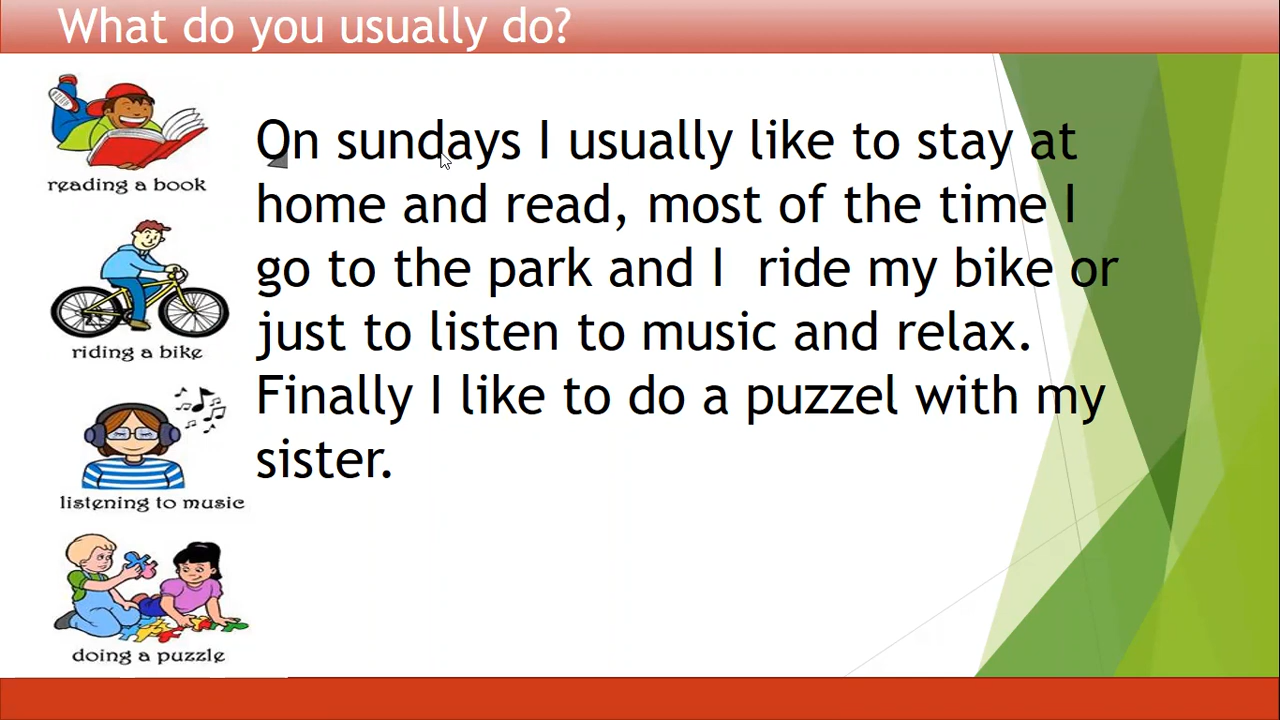 What do you usually do?
reading a book
riding a bike
listening to music
doing a puzzle
On sundays I usually like to stay at
home and read, most of the time I
go to the park and I  ride my bike or
just to listen to music and relax.
Finally I like to do a puzzel with my
sister.